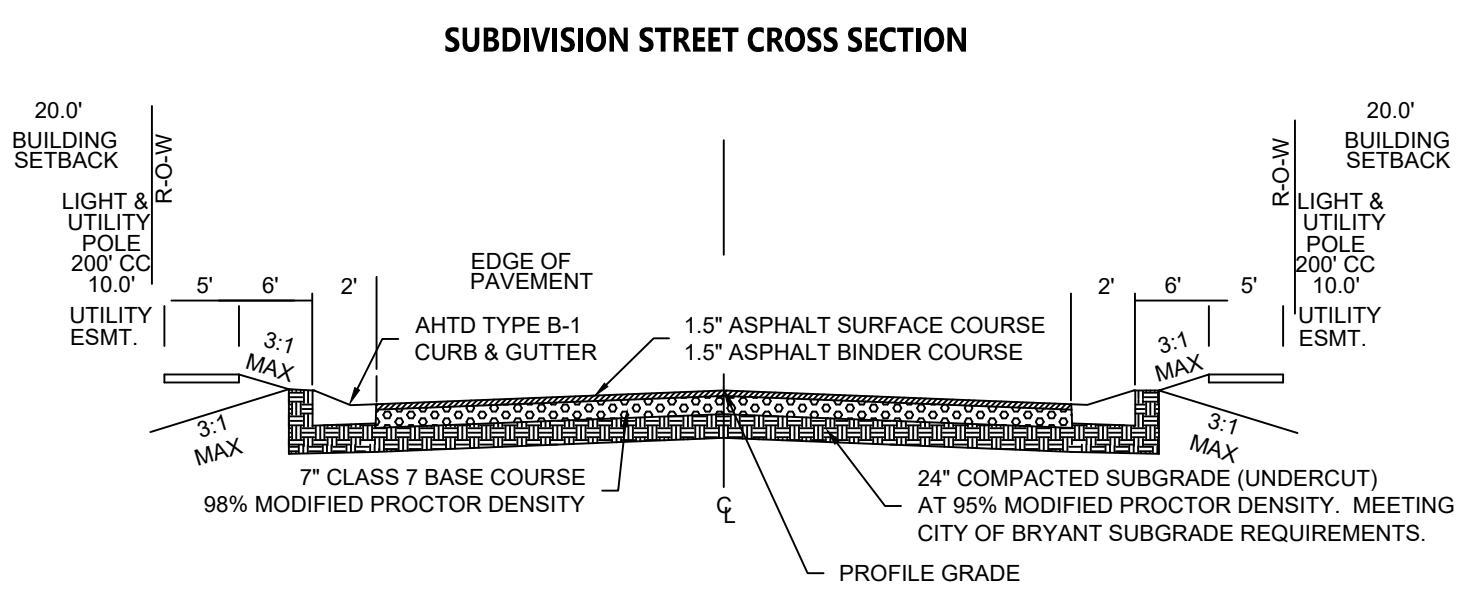 SUBDIVISION STREET CROSS SECTION
20.0'
BUILDING
SETBACK
R-O-W
LIGHT &
UTILITY
POLE
200' CC
10.0'
UTILITY
ESMT.
5'
6'
2'
EDGE OF
PAVEMENT
AHTD TYPE B-1
CURB & GUTTER
1.5" ASPHALT SURFACE COURSE
1.5" ASPHALT BINDER COURSE
3:1
MAX
3:1
MAX
7" CLASS 7 BASE COURSE
98% MODIFIED PROCTOR DENSITY
CL
20.0'
BUILDING
SETBACK
R-O-W
LIGHT &
UTILITY
POLE
200' CC
10.0'
UTILITY
ESMT.
2'
6'
5'
3:1
MAX
3:1
MAX
24" COMPACTED SUBGRADE (UNDERCUT)
AT 95% MODIFIED PROCTOR DENSITY. MEETING
CITY OF BRYANT SUBGRADE REQUIREMENTS.
PROFILE GRADE